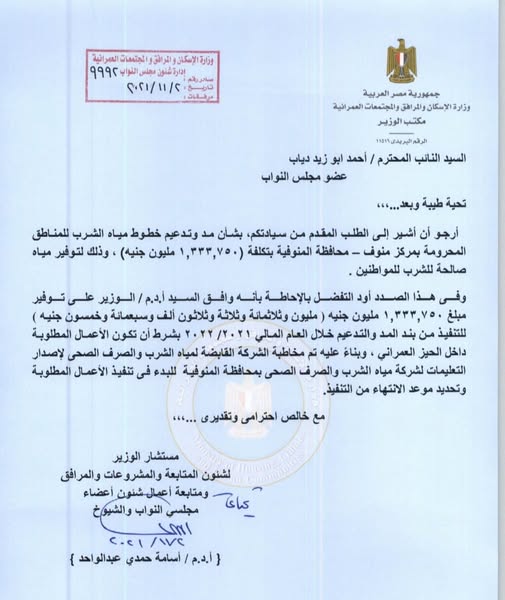 وزارة الإسكان والمرافق والمجتمعات العمرانية
إدارة شئون مجلس النواب
صادر رقم : ٩٩٩٢
تاريخ : ٢٠٢١/١١/٢
مرفقات :
جمهورية مصر العربية
وزارة الإسكان والمرافق والمجتمعات العمرانية
مكتب الوزير
الرقم البريدى ١١٥١٦
السيد النائب المحترم / أحمد ابو زيد دياب
عضو مجلس النواب
تحية طيبة وبعد...،،،
أرجو أن أشير إلى الطلب المقدم من سيادتكم، بشأن مد وتدعيم خطوط مياه الشرب للمناطق
المحرومة بمركز منوف – محافظة المنوفية بتكلفة (١,٣٣٣,٧٥٠ مليون جنيه) ، وذلك لتوفير مياه
صالحة للشرب للمواطنين .
وفى هذا الصدد أود التفضل بالإحاطة بأنه وافق السيد أ.د.م / الوزير على توفير
مبلغ ١,٣٣٣,٧٥٠ مليون جنيه ( مليون وثلاثمائة وثلاثة وثلاثون ألف وسبعمائة وخمسون جنيه )
للتنفيذ من بند المد والتدعيم خلال العام المالي ٢٠٢١/ ٢٠٢٢ بشرط أن تكون الأعمال المطلوبة
داخل الحيز العمراني ، وبناءً عليه تم مخاطبة الشركة القابضة لمياه الشرب والصرف الصحى لإصدار
التعليمات لشركة مياه الشرب والصرف الصحى بمحافظة المنوفية للبدء فى تنفيذ الأعمال المطلوبة
وتحديد موعد الانتهاء من التنفيذ.
مع خالص احترامى وتقديرى ...،،،
مستشار الوزير
لشئون المتابعة والمشروعات والمرافق
ومتابعة أعمال شئون أعضاء
مجلسي النواب والشيوخ
٢٠٢١/١١/٢
{ أ.د.م / أسامة حمدي عبدالواحد }